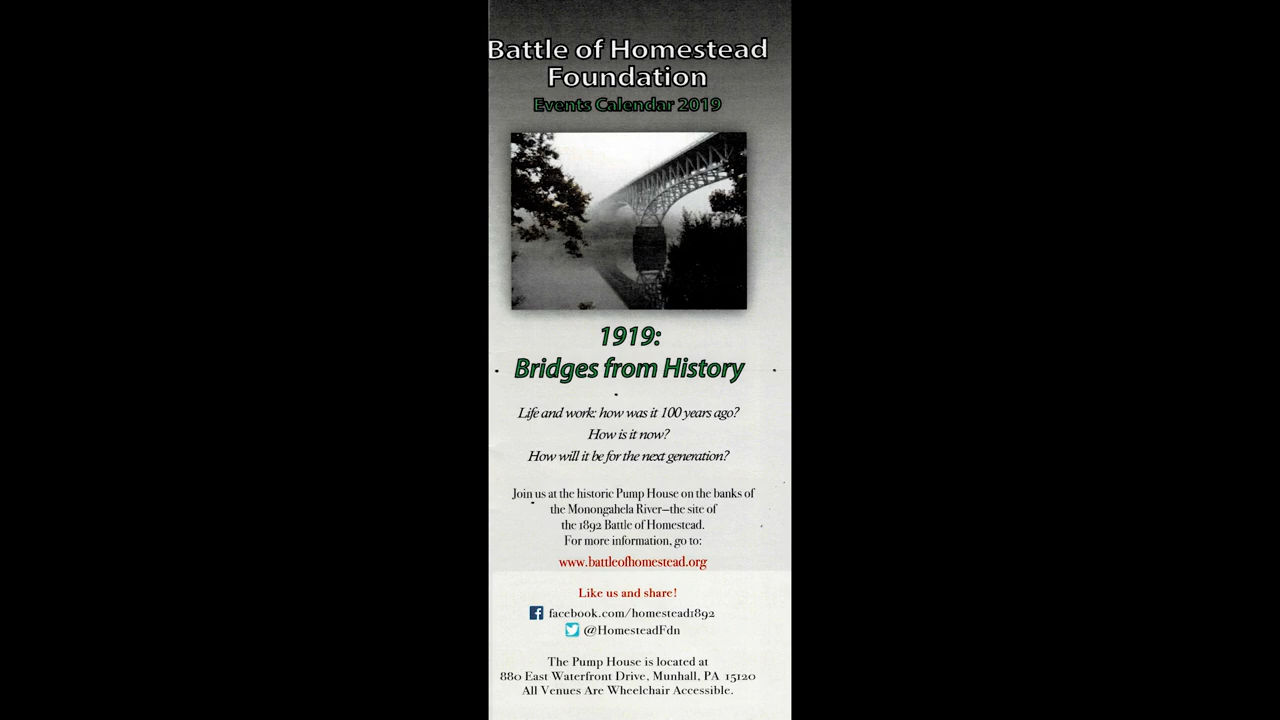 Battle of Homestead
Foundation
Events Calendar 2019
1919:
Bridges from History
Life and work: how was it 100 years ago?
How is it now?
How will it be for the next generation?
Join us at the historic Pump House on the banks of
the Monongahela River—the site of
the 1892 Battle of Homestead.
For more information, go to:
www.battleofhomestead.org
Like us and share!
facebook.com/homestead1892
@HomesteadFdn
The Pump House is located at
880 East Waterfront Drive, Munhall, PA 15120
All Venues Are Wheelchair Accessible.